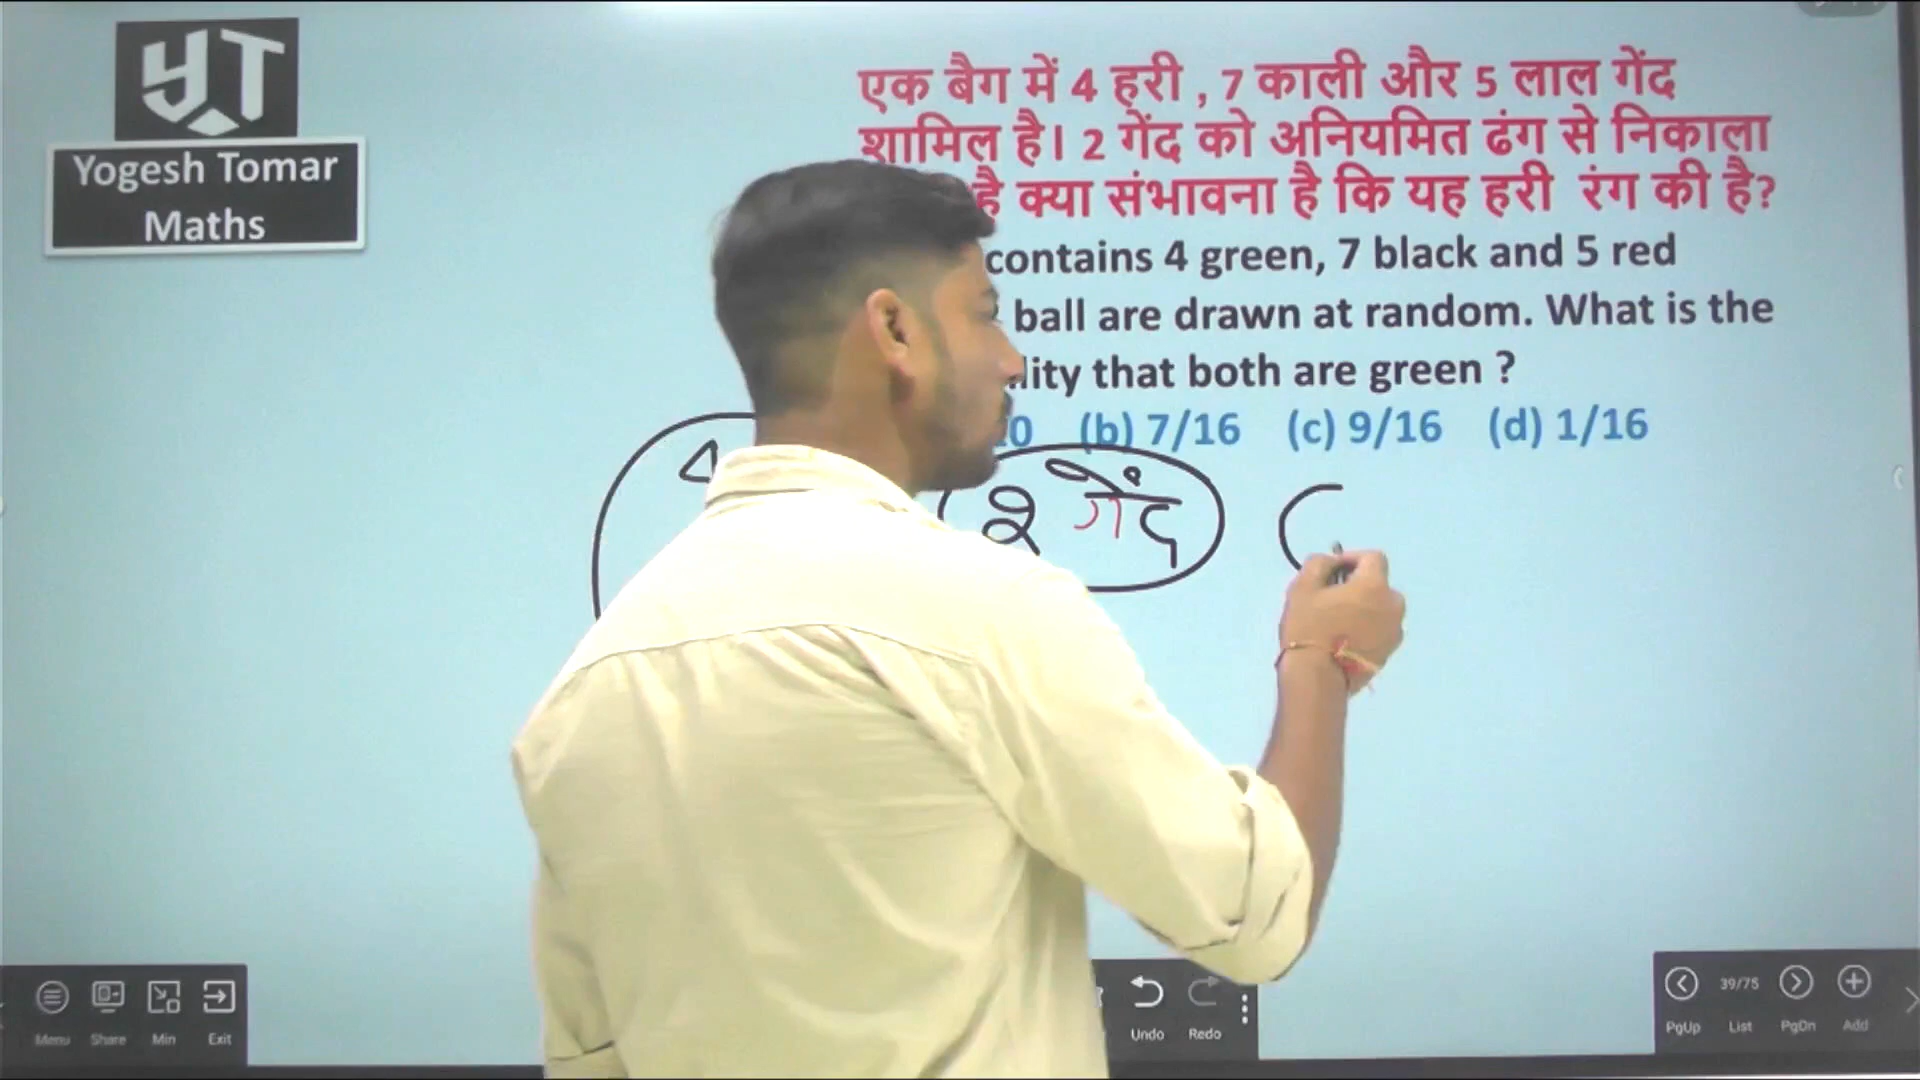 YT
Yogesh Tomar
Maths
एक बैग में 4 हरी , 7 काली और 5 लाल गेंद
शामिल है। 2 गेंद को अनियमित ढंग से निकाला
है क्या संभावना है कि यह हरी रंग की है?
contains 4 green, 7 black and 5 red
ball are drawn at random. What is the
that both are green ?
(b) 7/16 (c) 9/16 (d) 1/16
2 गेंद
Menu Share Min Exit
Undo Redo
39/75
PgUp List PgDn Add